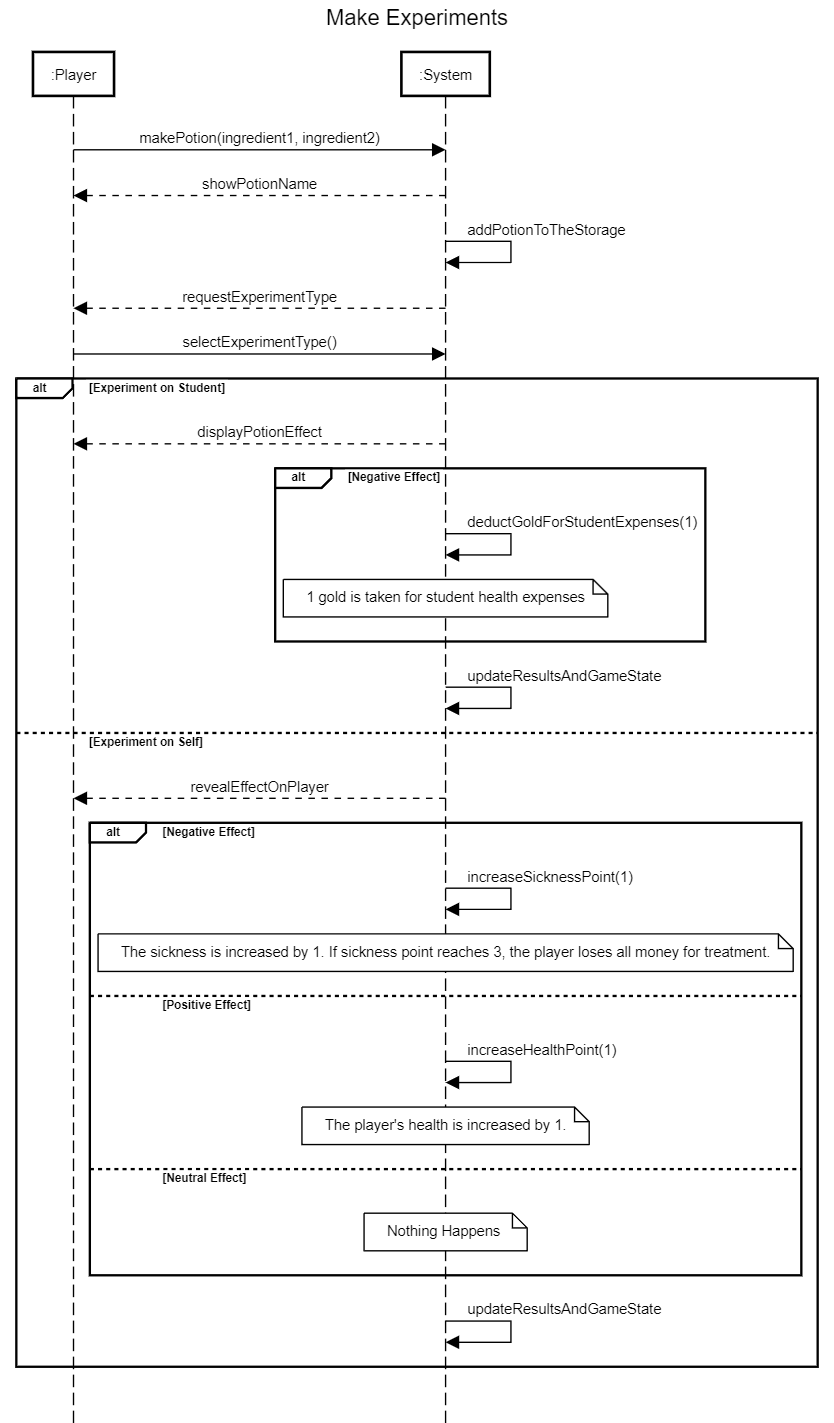 Make Experiments
:Player
:System
makePotion(ingredient1, ingredient2)
showPotionName
addPotionToTheStorage
requestExperimentType
selectExperimentType()
alt
[Experiment on Student]
displayPotionEffect
alt
[Negative Effect]
deductGoldForStudentExpenses(1)
1 gold is taken for student health expenses
updateResultsAndGameState
[Experiment on Self]
revealEffectOnPlayer
alt
[Negative Effect]
increaseSicknessPoint(1)
The sickness is increased by 1. If sickness point reaches 3, the player loses all money for treatment.
[Positive Effect]
increaseHealthPoint(1)
The player's health is increased by 1.
[Neutral Effect]
Nothing Happens
updateResultsAndGameState